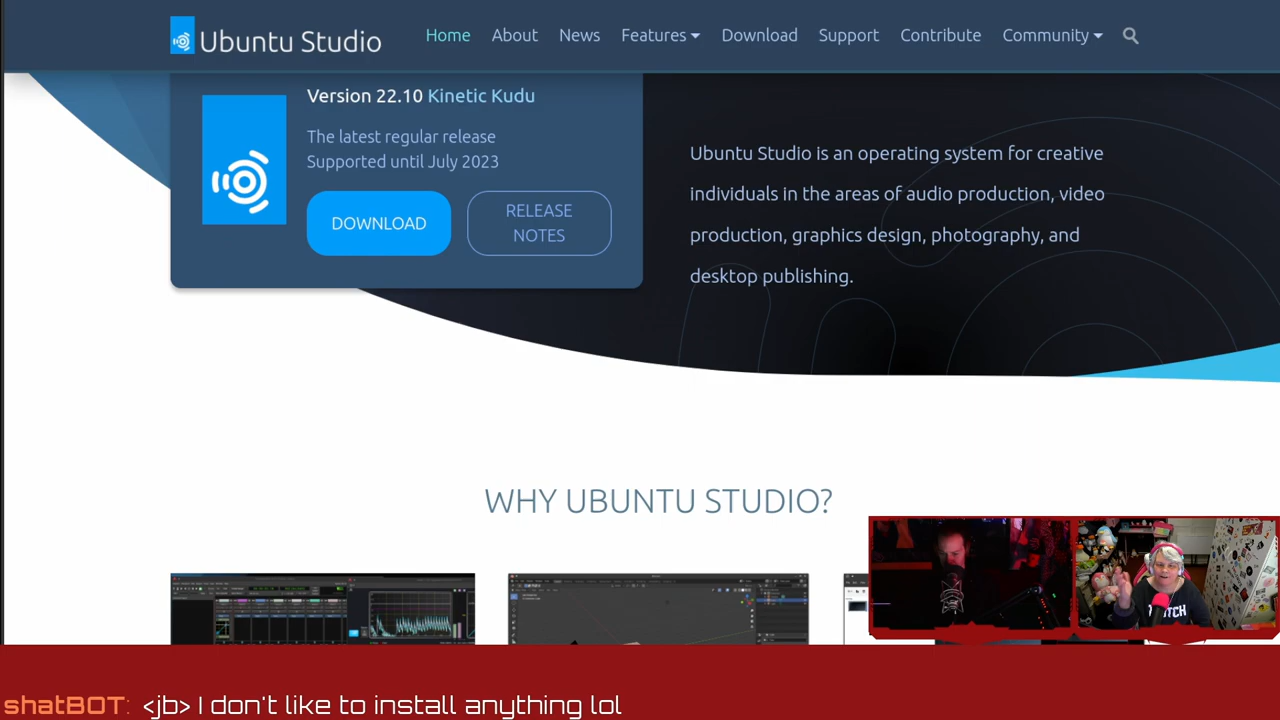 Ubuntu Studio
Home About News Features Download Support Contribute Community
Version 22.10 Kinetic Kudu
The latest regular release
Supported until July 2023
DOWNLOAD
RELEASE
NOTES
Ubuntu Studio is an operating system for creative
individuals in the areas of audio production, video
production, graphics design, photography, and
desktop publishing.
WHY UBUNTU STUDIO?
shatBOT: <jb> I don't like to install anything lol